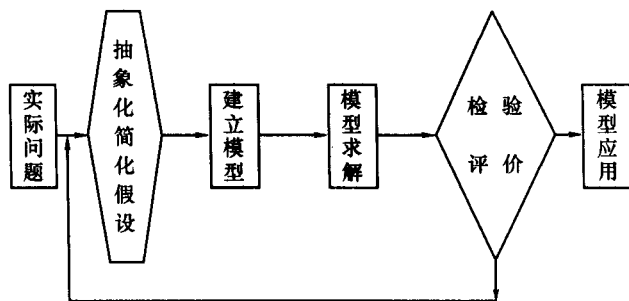 实际问题
抽象化简化假设
建立模型
模型求解
检验
评价
模型应用